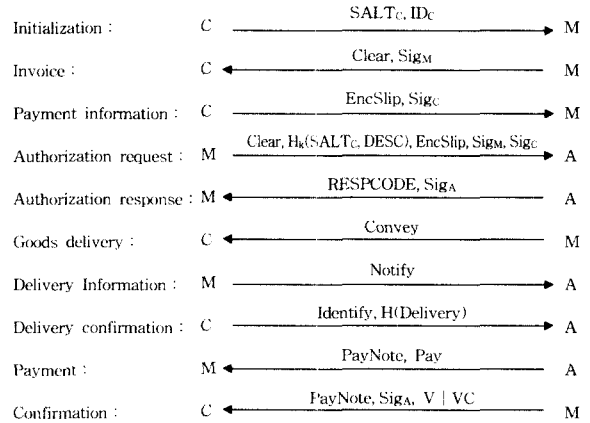 Initialization : C SALTC, IDC M
Invoice : C Clear, SigM M
Payment information : C EncSlip, SigC M
Authorization request : M Clear, Hk(SALTC, DESC), EncSlip, SigM, SigC A
Authorization response : M RESPCODE, SigA A
Goods delivery : C Convey M
Delivery Information : M Notify A
Delivery confirmation : C Identify, H(Delivery) A
Payment : M PayNote, Pay A
Confirmation : C PayNote, SigA, V | VC M